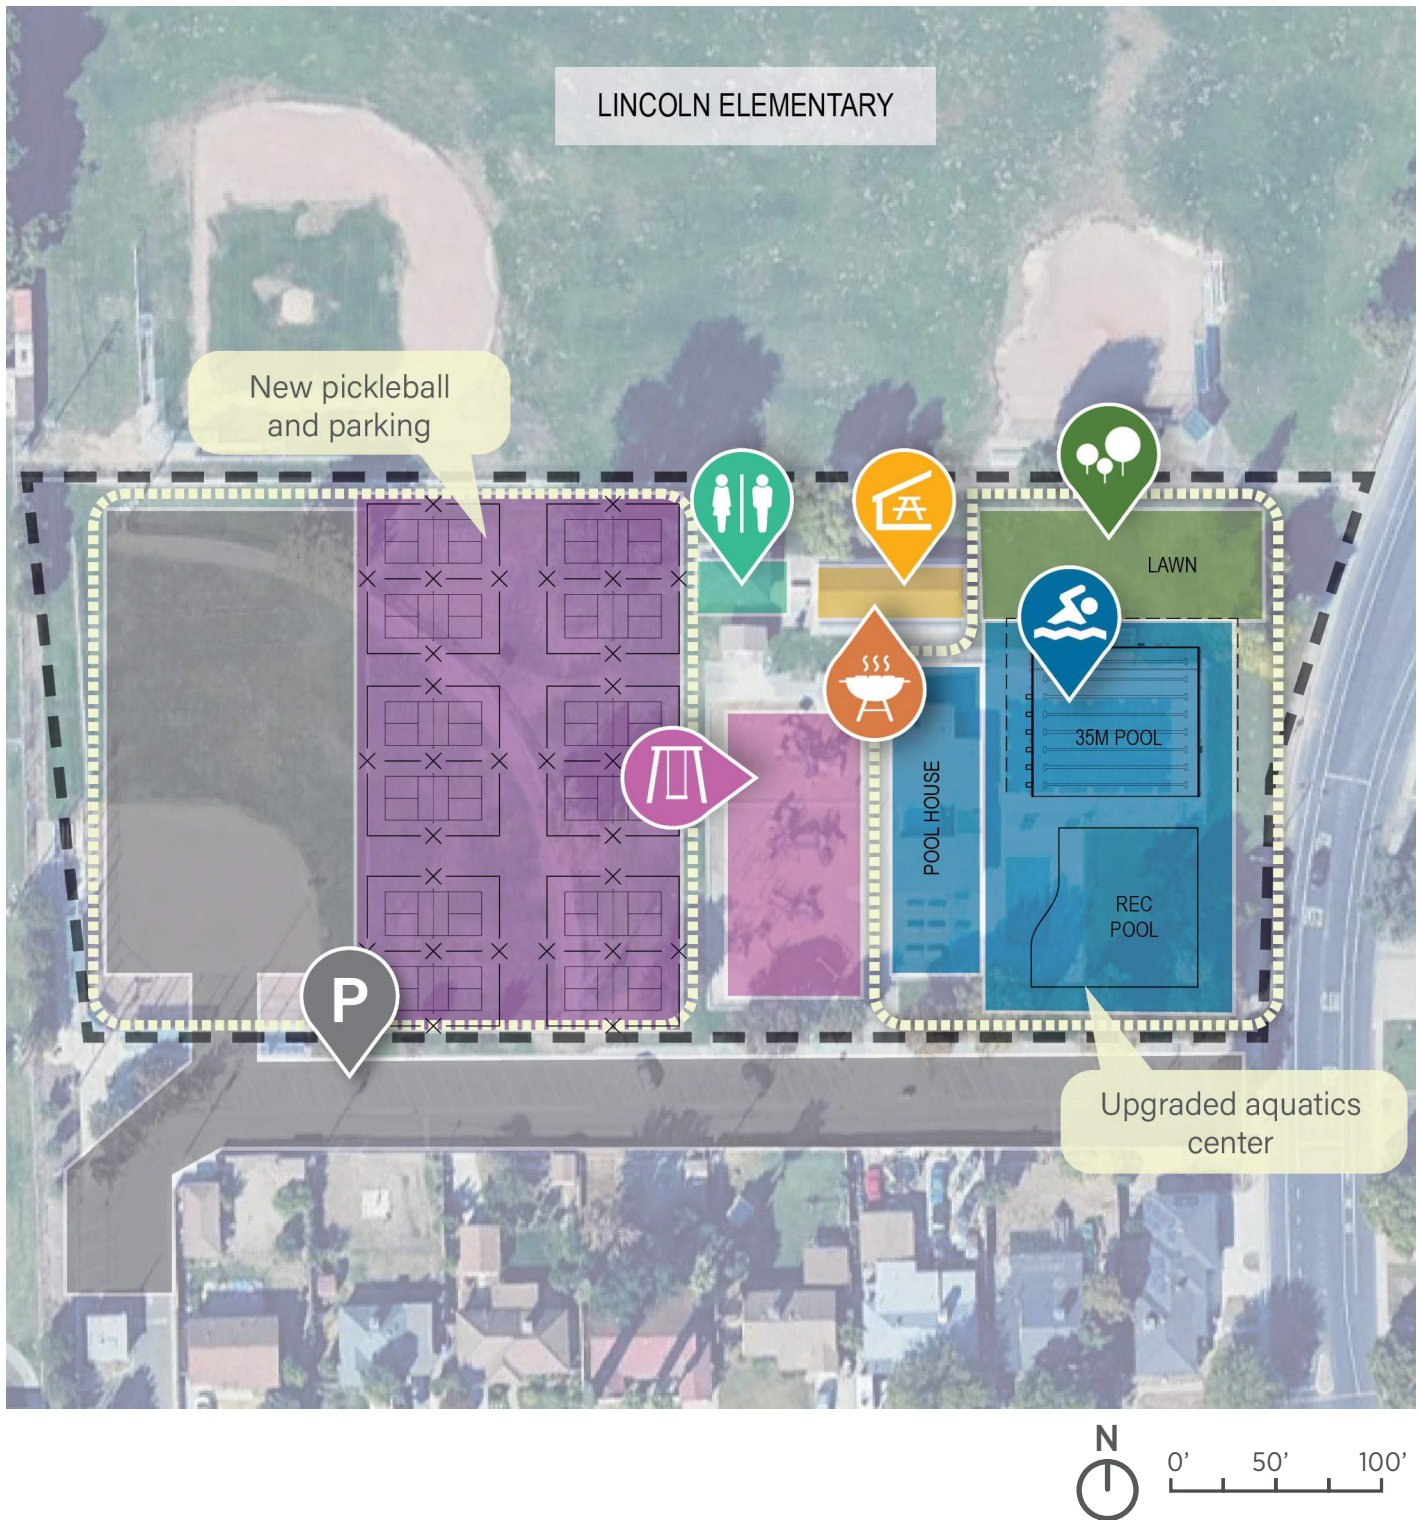 LINCOLN ELEMENTARY
New pickleball
and parking
LAWN
35M POOL
POOL HOUSE
REC
POOL
P
Upgraded aquatics
center
N
0' 50' 100'